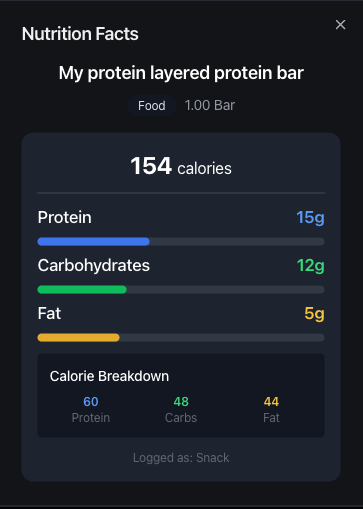 Nutrition Facts
×
My protein layered protein bar
Food 1.00 Bar
154 calories
Protein 15g
Carbohydrates 12g
Fat 5g
Calorie Breakdown
60 48 44
Protein Carbs Fat
Logged as: Snack